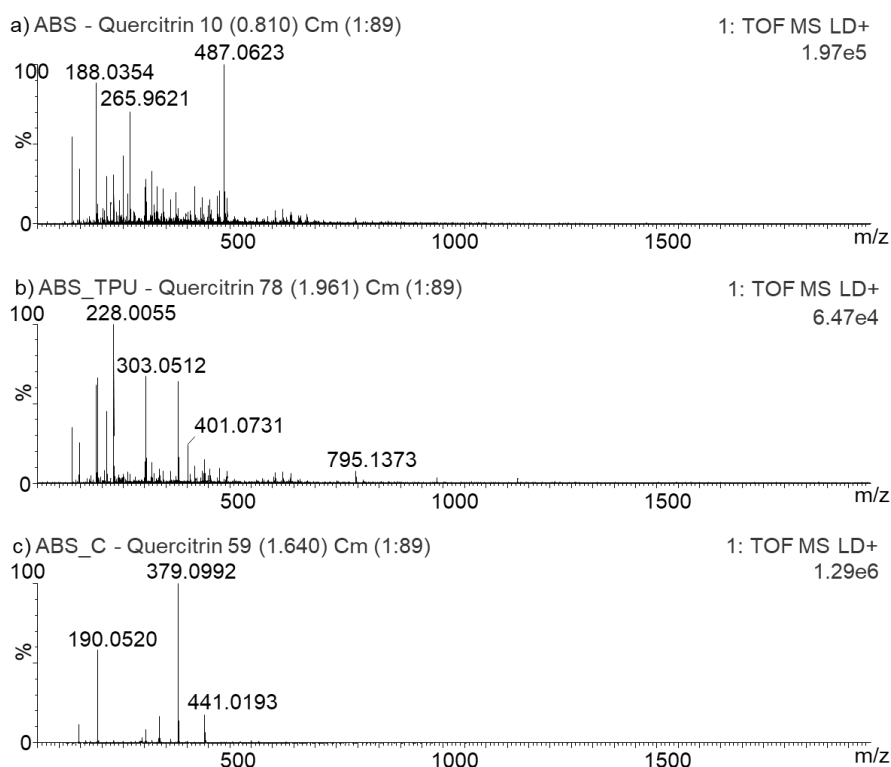 a) ABS - Quercitrin 10 (0.810) Cm (1:89)
1: TOF MS LD+
1.97e5
487.0623
100
188.0354
265.9621
%
0
500
1000
1500
m/z
b) ABS_TPU - Quercitrin 78 (1.961) Cm (1:89)
1: TOF MS LD+
6.47e4
100
228.0055
303.0512
%
401.0731
795.1373
0
500
1000
1500
m/z
c) ABS_C - Quercitrin 59 (1.640) Cm (1:89)
1: TOF MS LD+
1.29e6
100
379.0992
190.0520
%
441.0193
0
500
1000
1500
m/z